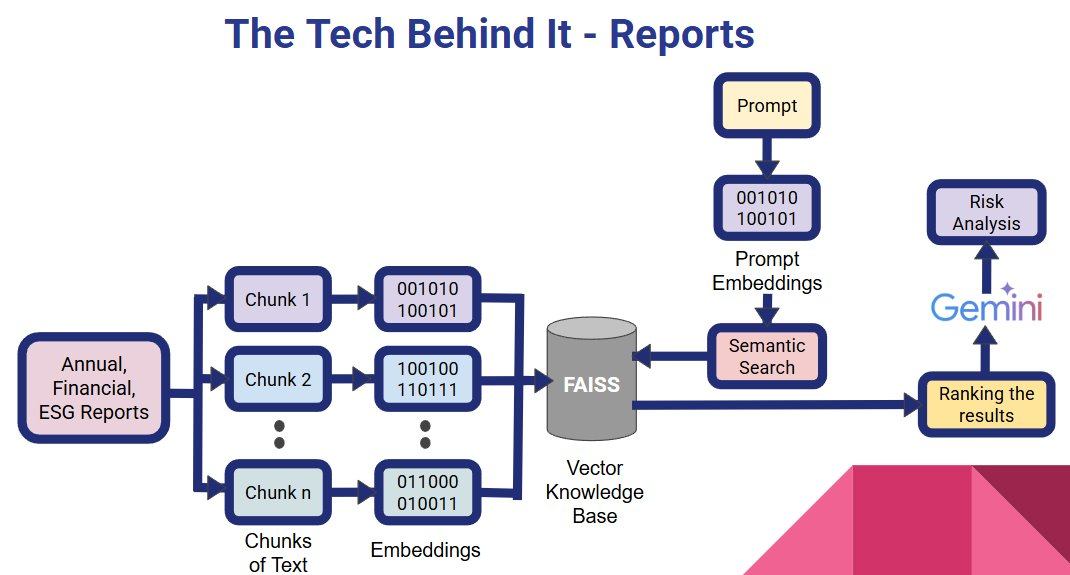 The Tech Behind It - Reports
Prompt
001010
100101
Prompt
Embeddings
Semantic
Search
Risk
Analysis
Gemini
Ranking the
results
Annual,
Financial,
ESG Reports
Chunk 1
001010
100101
Chunk 2
100100
110111
Chunk n
011000
010011
Chunks
of Text
Embeddings
FAISS
Vector
Knowledge
Base